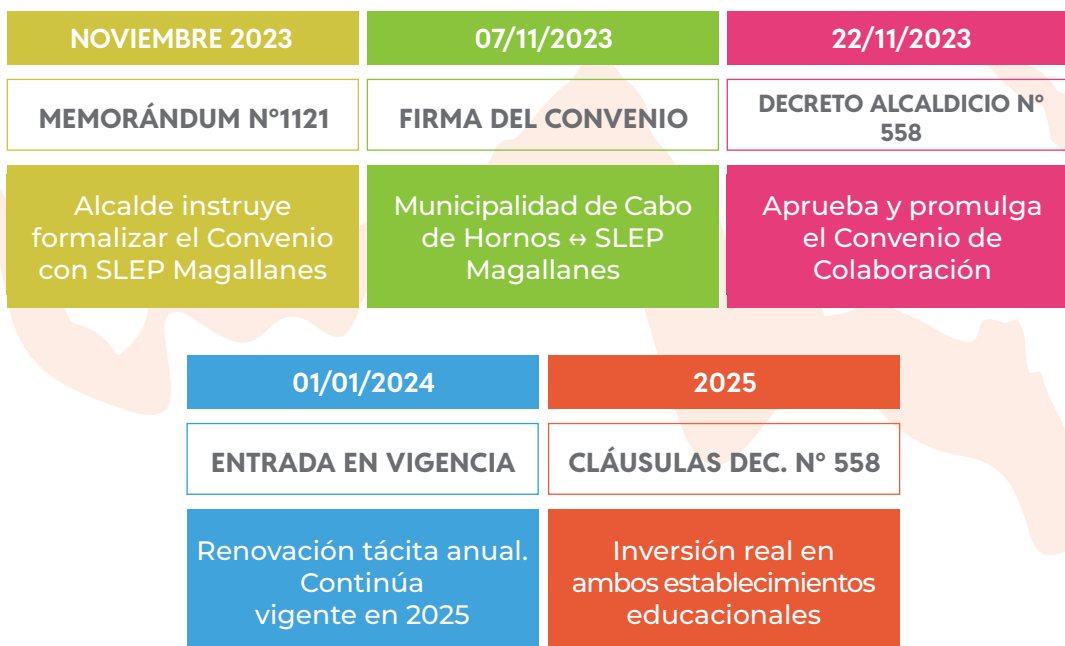 NOVIEMBRE 2023
MEMORÁNDUM N°1121
Alcalde instruye
formalizar el Convenio
con SLEP Magallanes
07/11/2023
FIRMA DEL CONVENIO
Municipalidad de Cabo
de Hornos ↔ SLEP
Magallanes
22/11/2023
DECRETO ALCALDICIO N°
558
Aprueba y promulga
el Convenio de
Colaboración
01/01/2024
ENTRADA EN VIGENCIA
Renovación tácita anual.
Continúa
vigente en 2025
2025
CLÁUSULAS DEC. N° 558
Inversión real en
ambos establecimientos
educacionales